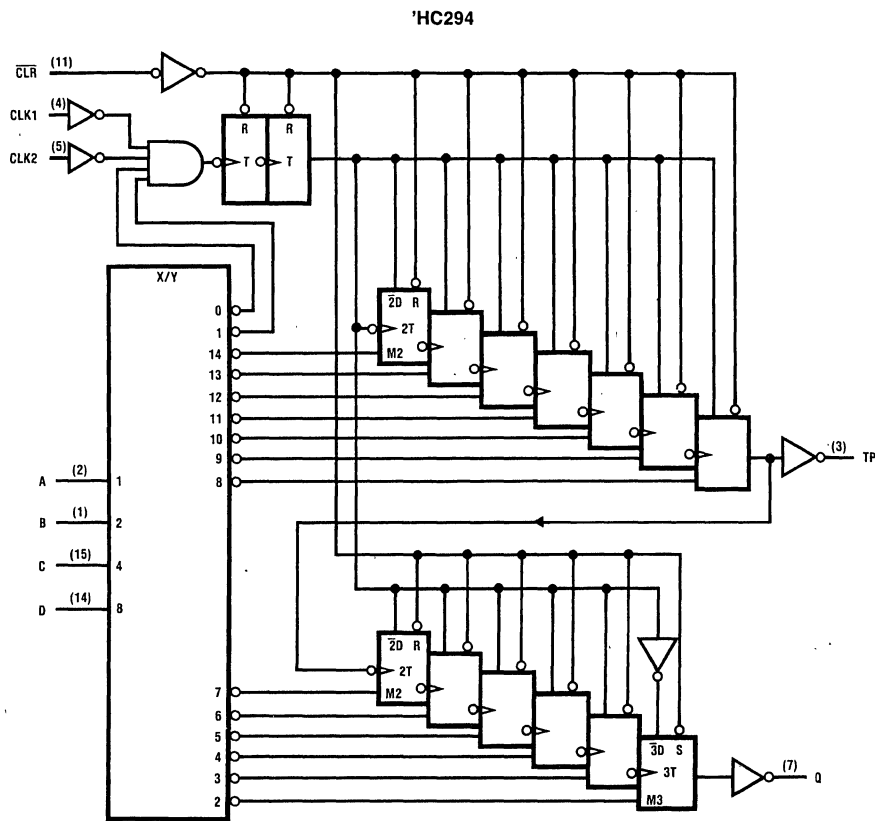 'HC294
CLR (11)
CLK1 (4)
CLK2 (5)
R R
T T
X/Y
0
1
14
13
12
11
10
9
8
2D R
2T
M2
(3) TP
A (2) 1
B (1) 2
C (15) 4
D (14) 8
2D R
2T
M2
7
6
5
4
3
2
3D S
3T
M3
(7) Q